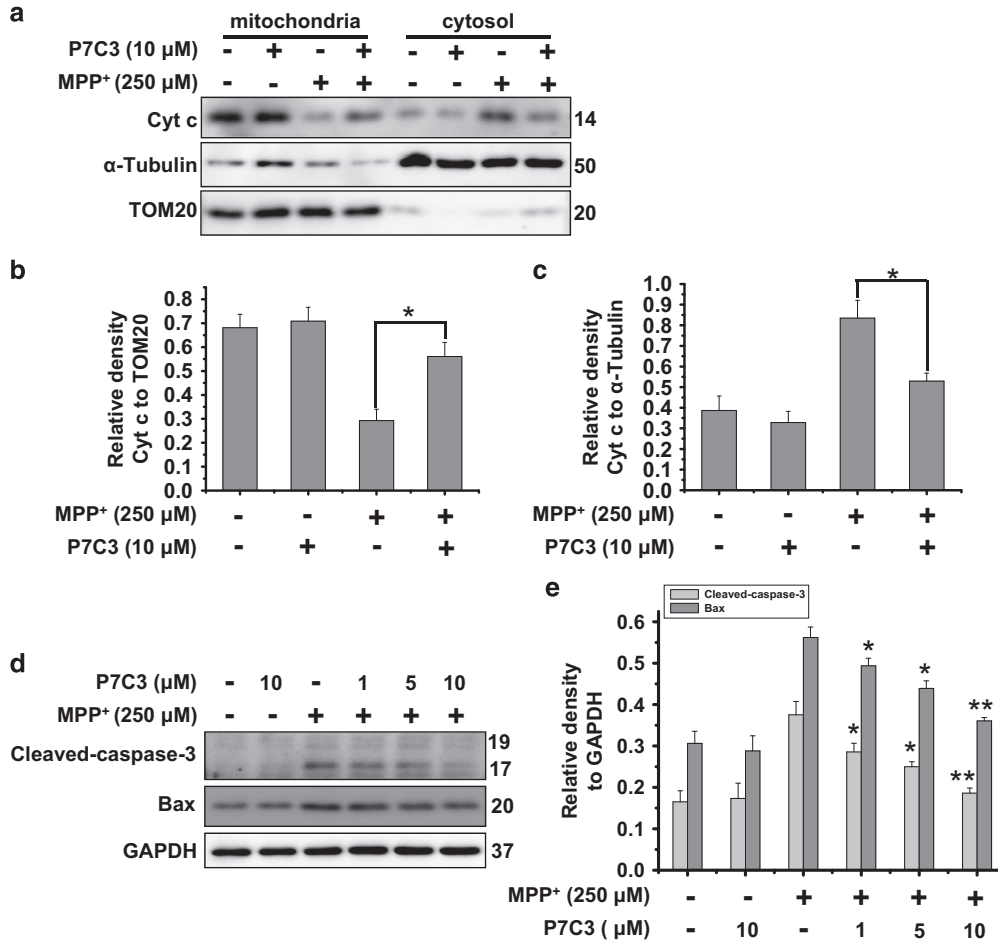 a
mitochondria cytosol
P7C3 (10 µM) - + - + - + - +
MPP+ (250 µM) - - + + - - + +
Cyt c 14
α-Tubulin 50
TOM20 20
b
Relative density
Cyt c to TOM20
0.8
0.7
0.6
0.5
0.4
0.3
0.2
0.1
0.0
*
MPP+ (250 µM) - - + +
P7C3 (10 µM) - + - +
c
Relative density
Cyt c to α-Tubulin
1.0
0.9
0.8
0.7
0.6
0.5
0.4
0.3
0.2
0.1
0.0
*
MPP+ (250 µM) - - + +
P7C3 (10 µM) - + - +
d
P7C3 (µM) - 10 - 1 5 10
MPP+ (250 µM) - - + + + +
Cleaved-caspase-3 19
17
Bax 20
GAPDH 37
e
Cleaved-caspase-3
Bax
Relative density
to GAPDH
0.6
0.5
0.4
0.3
0.2
0.1
0.0
* * **
* * **
MPP+ (250 µM) - - + + + +
P7C3 ( µM) - 10 - 1 5 10